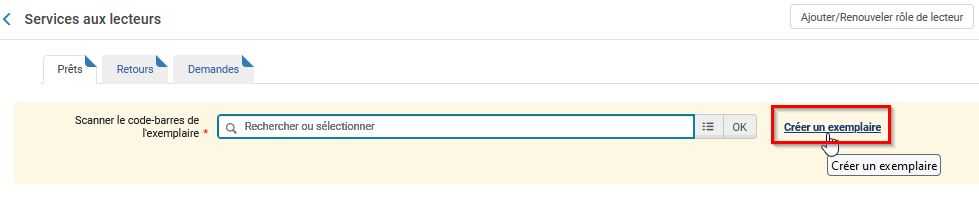 Services aux lecteurs
Ajouter/Renouveler rôle de lecteur
Prêts
Retours
Demandes
Scanner le code-barres de
l'exemplaire *
Rechercher ou sélectionner
OK
Créer un exemplaire
Créer un exemplaire